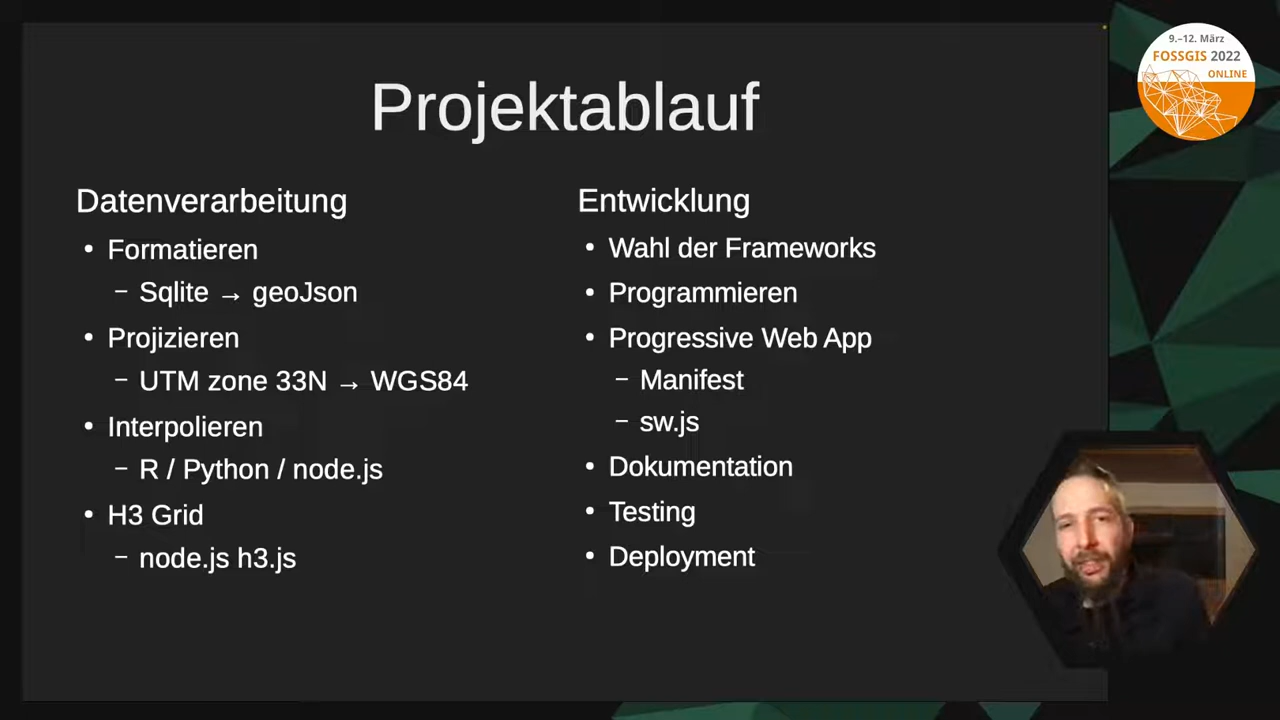 Projektablauf
Datenverarbeitung
• Formatieren
– Sqlite → geoJson
• Projizieren
– UTM zone 33N → WGS84
• Interpolieren
– R / Python / node.js
• H3 Grid
– node.js h3.js
Entwicklung
• Wahl der Frameworks
• Programmieren
• Progressive Web App
– Manifest
– sw.js
• Dokumentation
• Testing
• Deployment
9.–12. März
FOSSGIS 2022
ONLINE